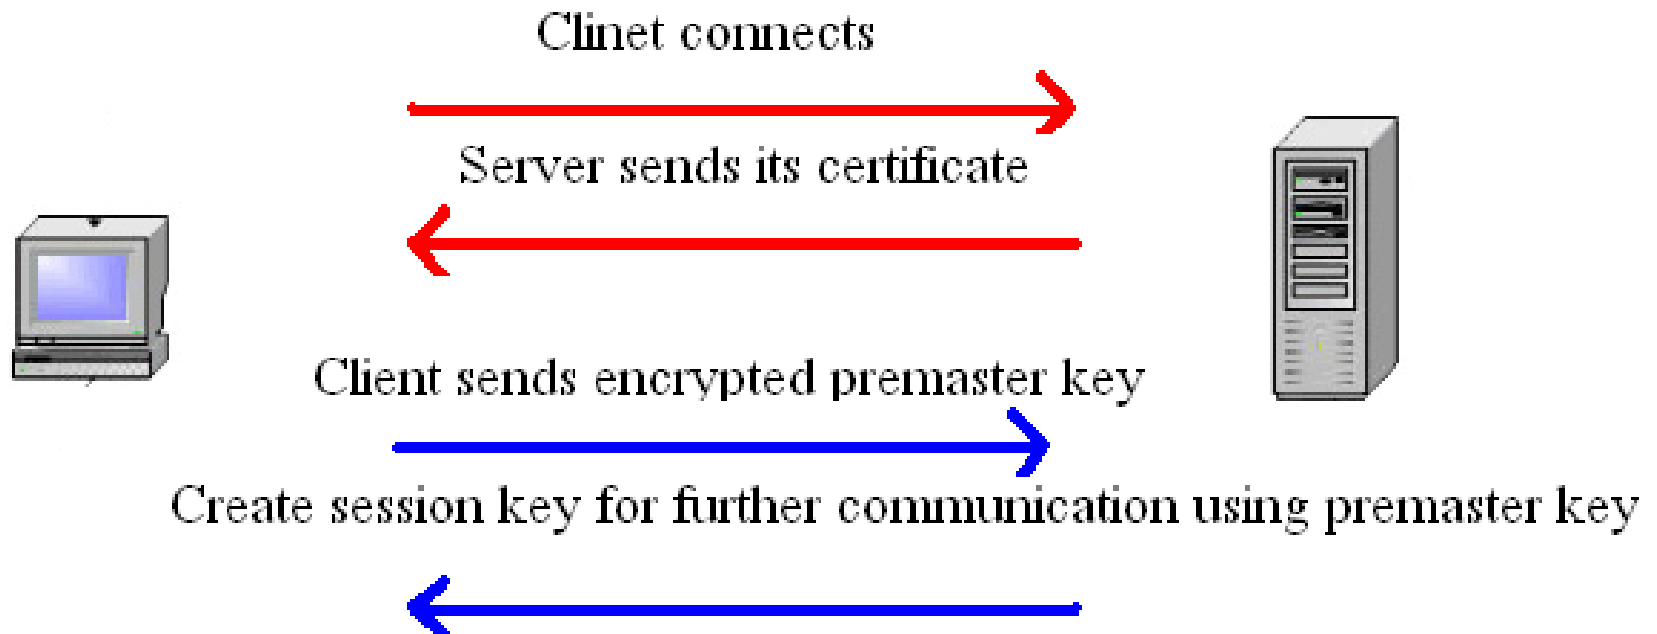 Clinet connects
Server sends its certificate
Client sends encrypted premaster key
Create session key for further communication using premaster key